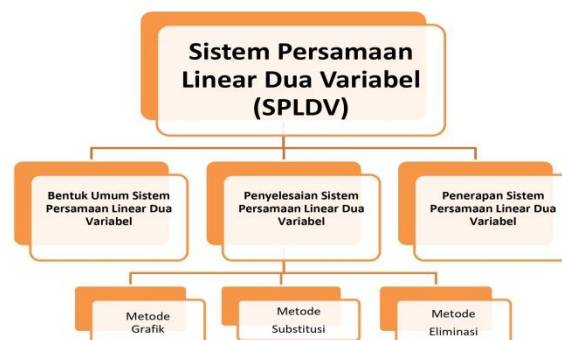 Sistem Persamaan
Linear Dua Variabel
(SPLDV)
Bentuk Umum Sistem
Persamaan Linear Dua
Variabel
Penyelesaian Sistem
Persamaan Linear Dua
Variabel
Penerapan Sistem
Persamaan Linear Dua
Variabel
Metode
Grafik
Metode
Substitusi
Metode
Eliminasi